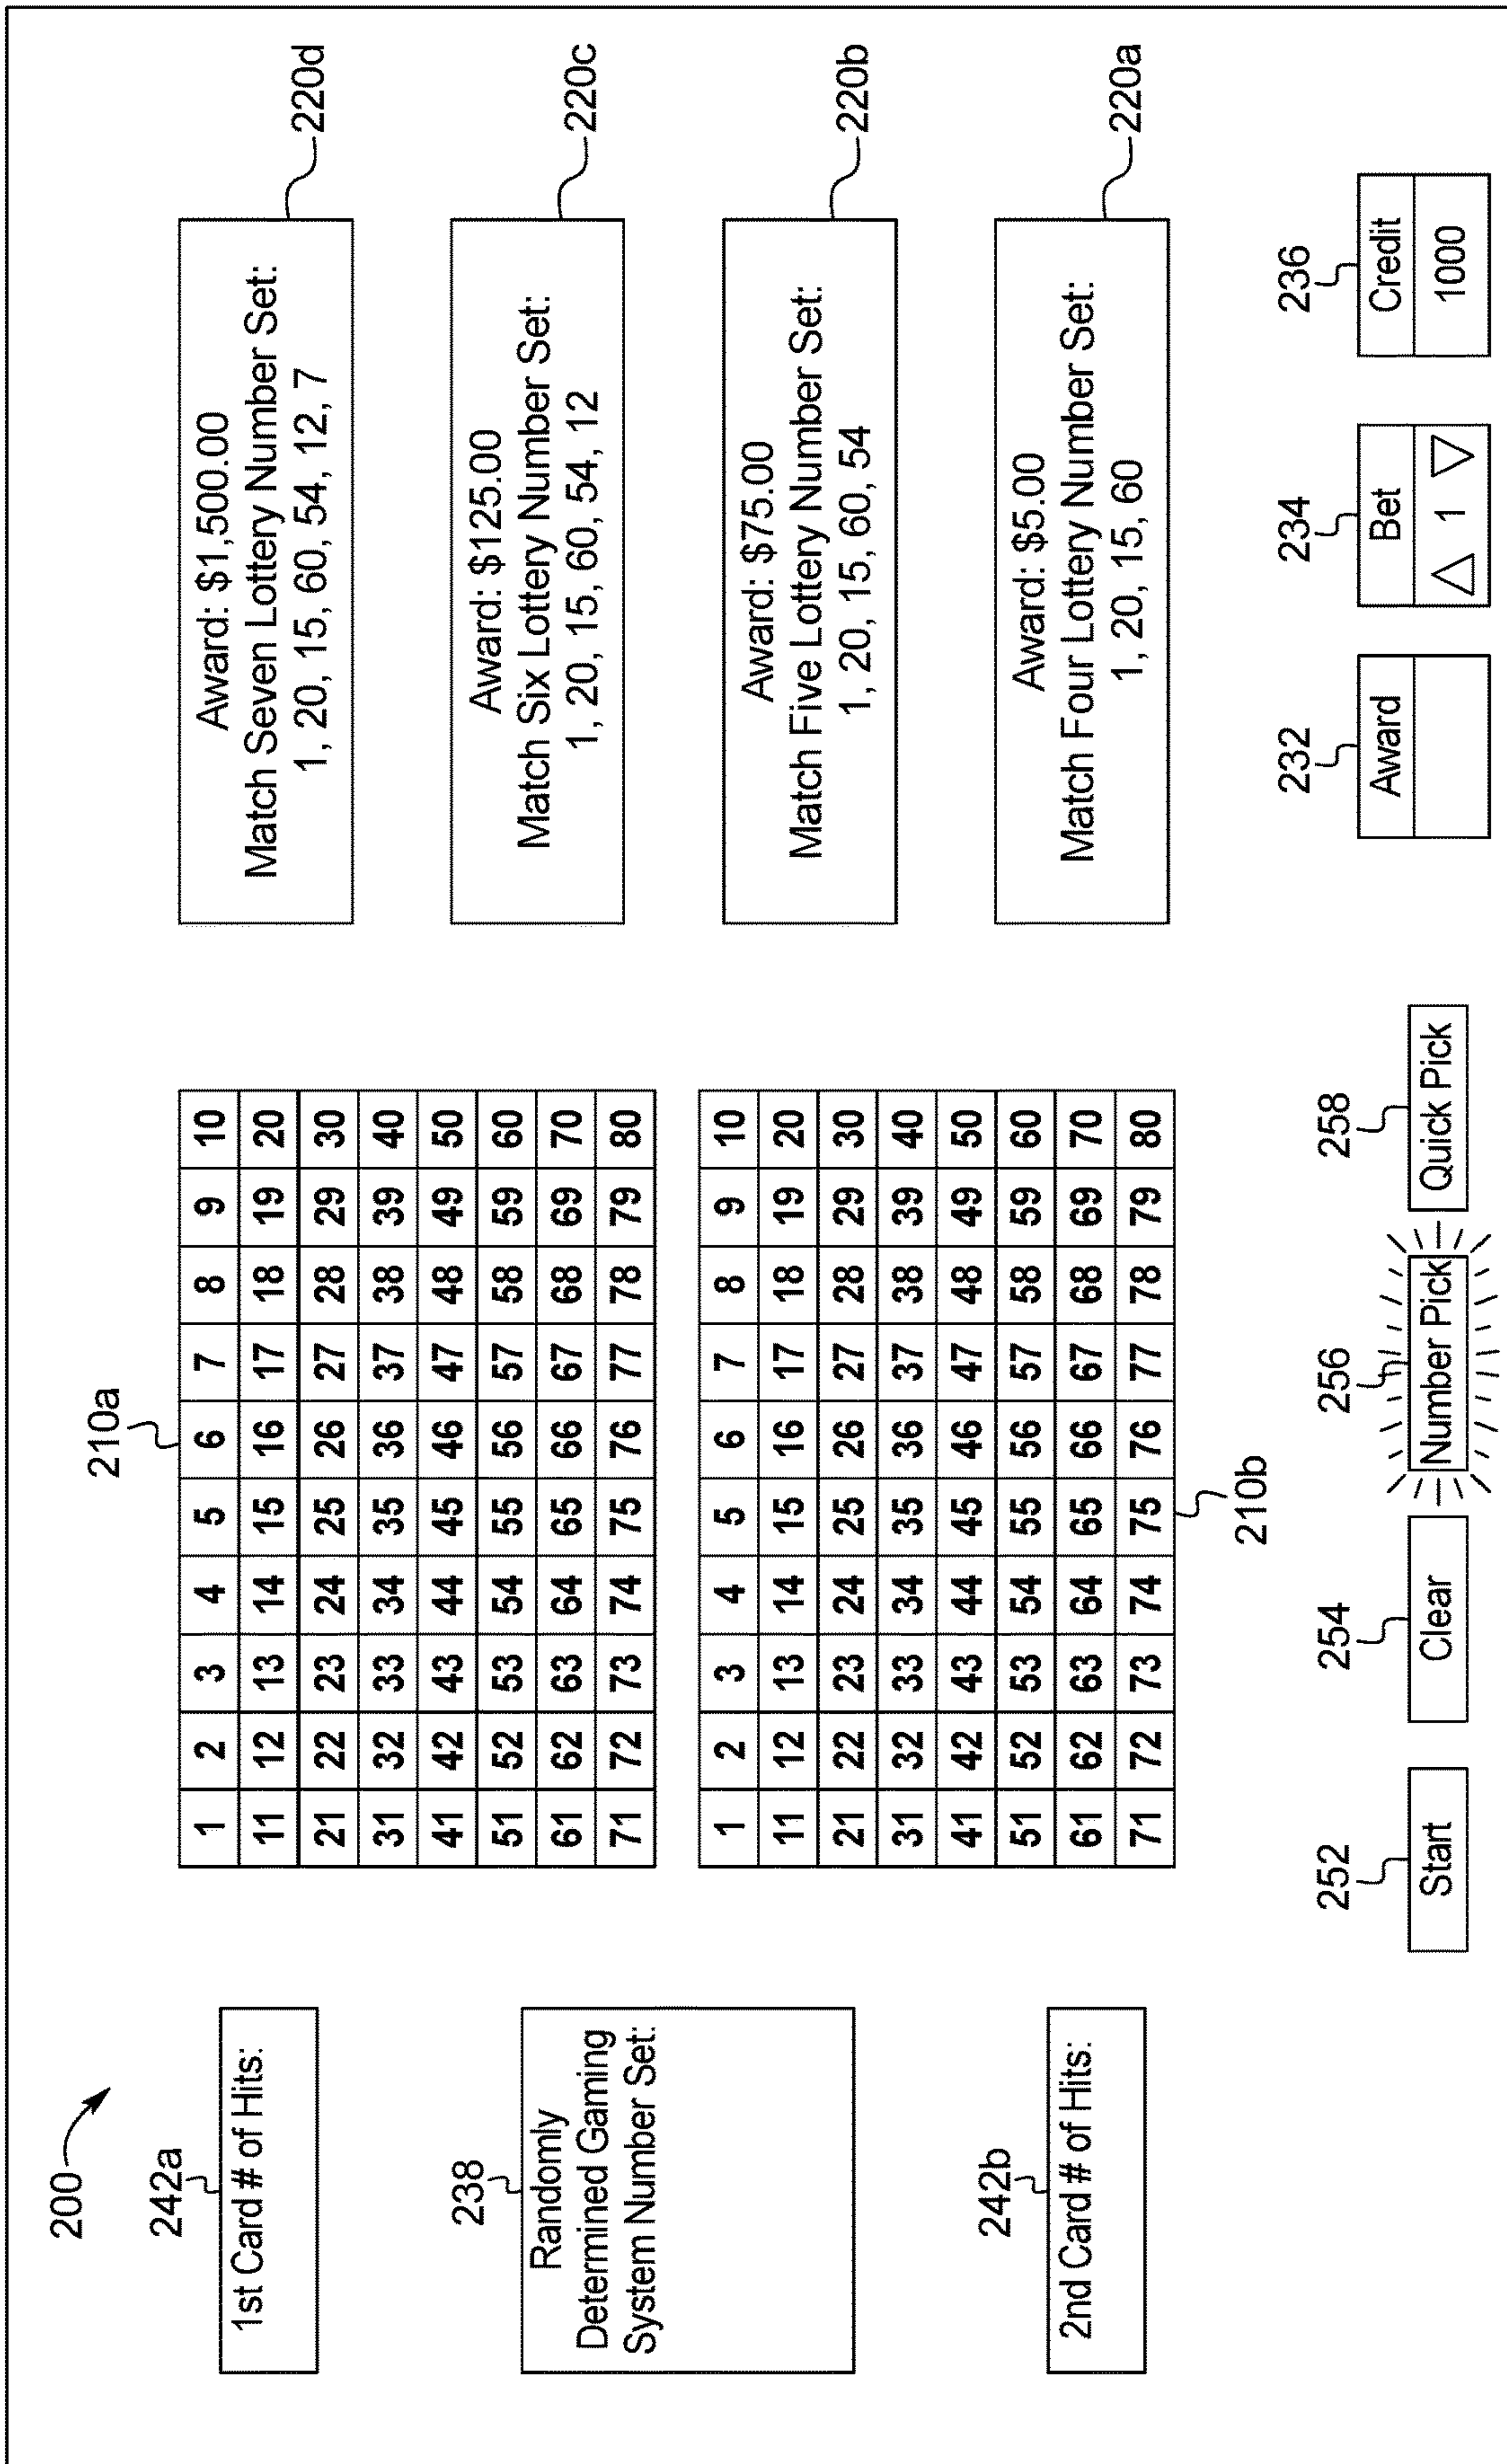 200
242a
1st Card # of Hits:
238
Randomly
Determined Gaming
System Number Set:
242b
2nd Card # of Hits:
210a
1 2 3 4 5 6 7 8 9 10
11 12 13 14 15 16 17 18 19 20
21 22 23 24 25 26 27 28 29 30
31 32 33 34 35 36 37 38 39 40
41 42 43 44 45 46 47 48 49 50
51 52 53 54 55 56 57 58 59 60
61 62 63 64 65 66 67 68 69 70
71 72 73 74 75 76 77 78 79 80
1 2 3 4 5 6 7 8 9 10
11 12 13 14 15 16 17 18 19 20
21 22 23 24 25 26 27 28 29 30
31 32 33 34 35 36 37 38 39 40
41 42 43 44 45 46 47 48 49 50
51 52 53 54 55 56 57 58 59 60
61 62 63 64 65 66 67 68 69 70
71 72 73 74 75 76 77 78 79 80
210b
Award: $1,500.00
Match Seven Lottery Number Set:
1, 20, 15, 60, 54, 12, 7
220d
Award: $125.00
Match Six Lottery Number Set:
1, 20, 15, 60, 54, 12
220c
Award: $75.00
Match Five Lottery Number Set:
1, 20, 15, 60, 54
220b
Award: $5.00
Match Four Lottery Number Set:
1, 20, 15, 60
220a
252
Start
254
Clear
256
Number Pick
258
Quick Pick
232
Award
234
Bet
1
236
Credit
1000